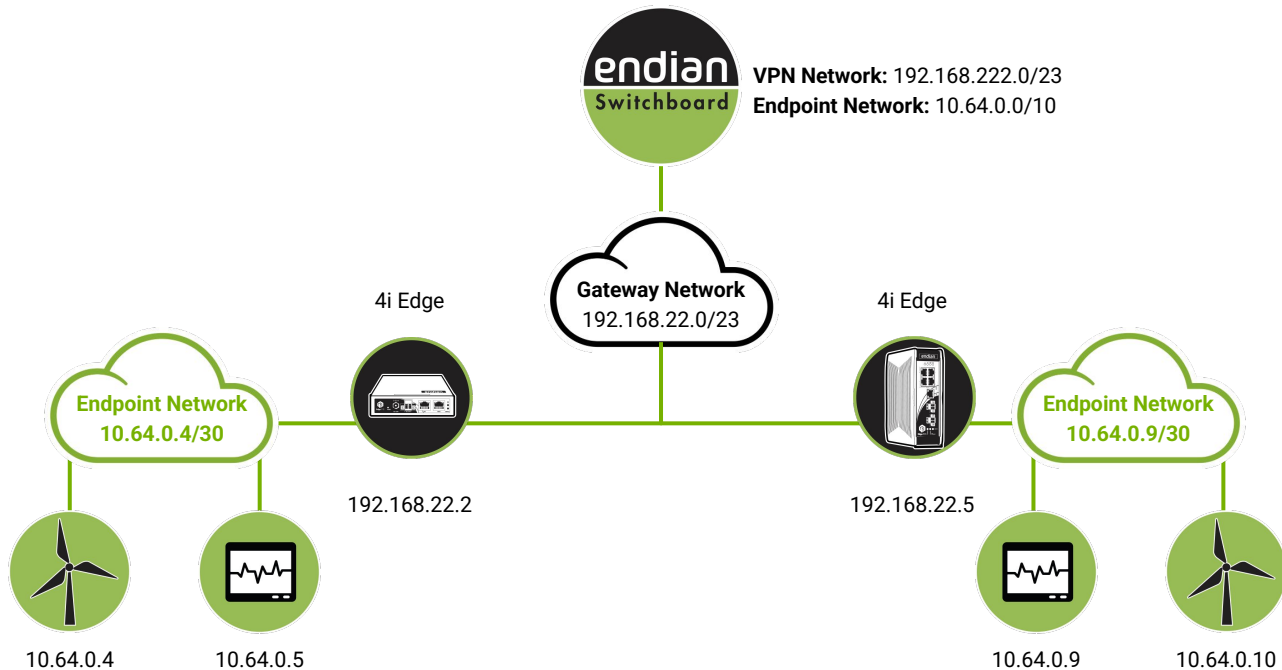 endian
Switchboard
VPN Network: 192.168.222.0/23
Endpoint Network: 10.64.0.0/10
Gateway Network
192.168.22.0/23
4i Edge
4i Edge
endian
Endpoint Network
10.64.0.4/30
Endpoint Network
10.64.0.9/30
192.168.22.2
192.168.22.5
10.64.0.4
10.64.0.5
10.64.0.9
10.64.0.10